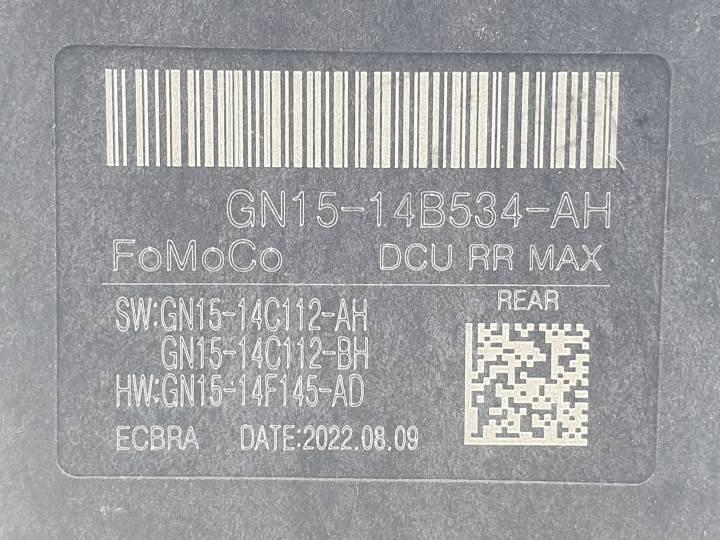 GN15-14B534-AH
FoMoCo DCU RR MAX
REAR
SW:GN15-14C112-AH
GN15-14C112-BH
HW:GN15-14F145-AD
ECBRA DATE:2022.08.09